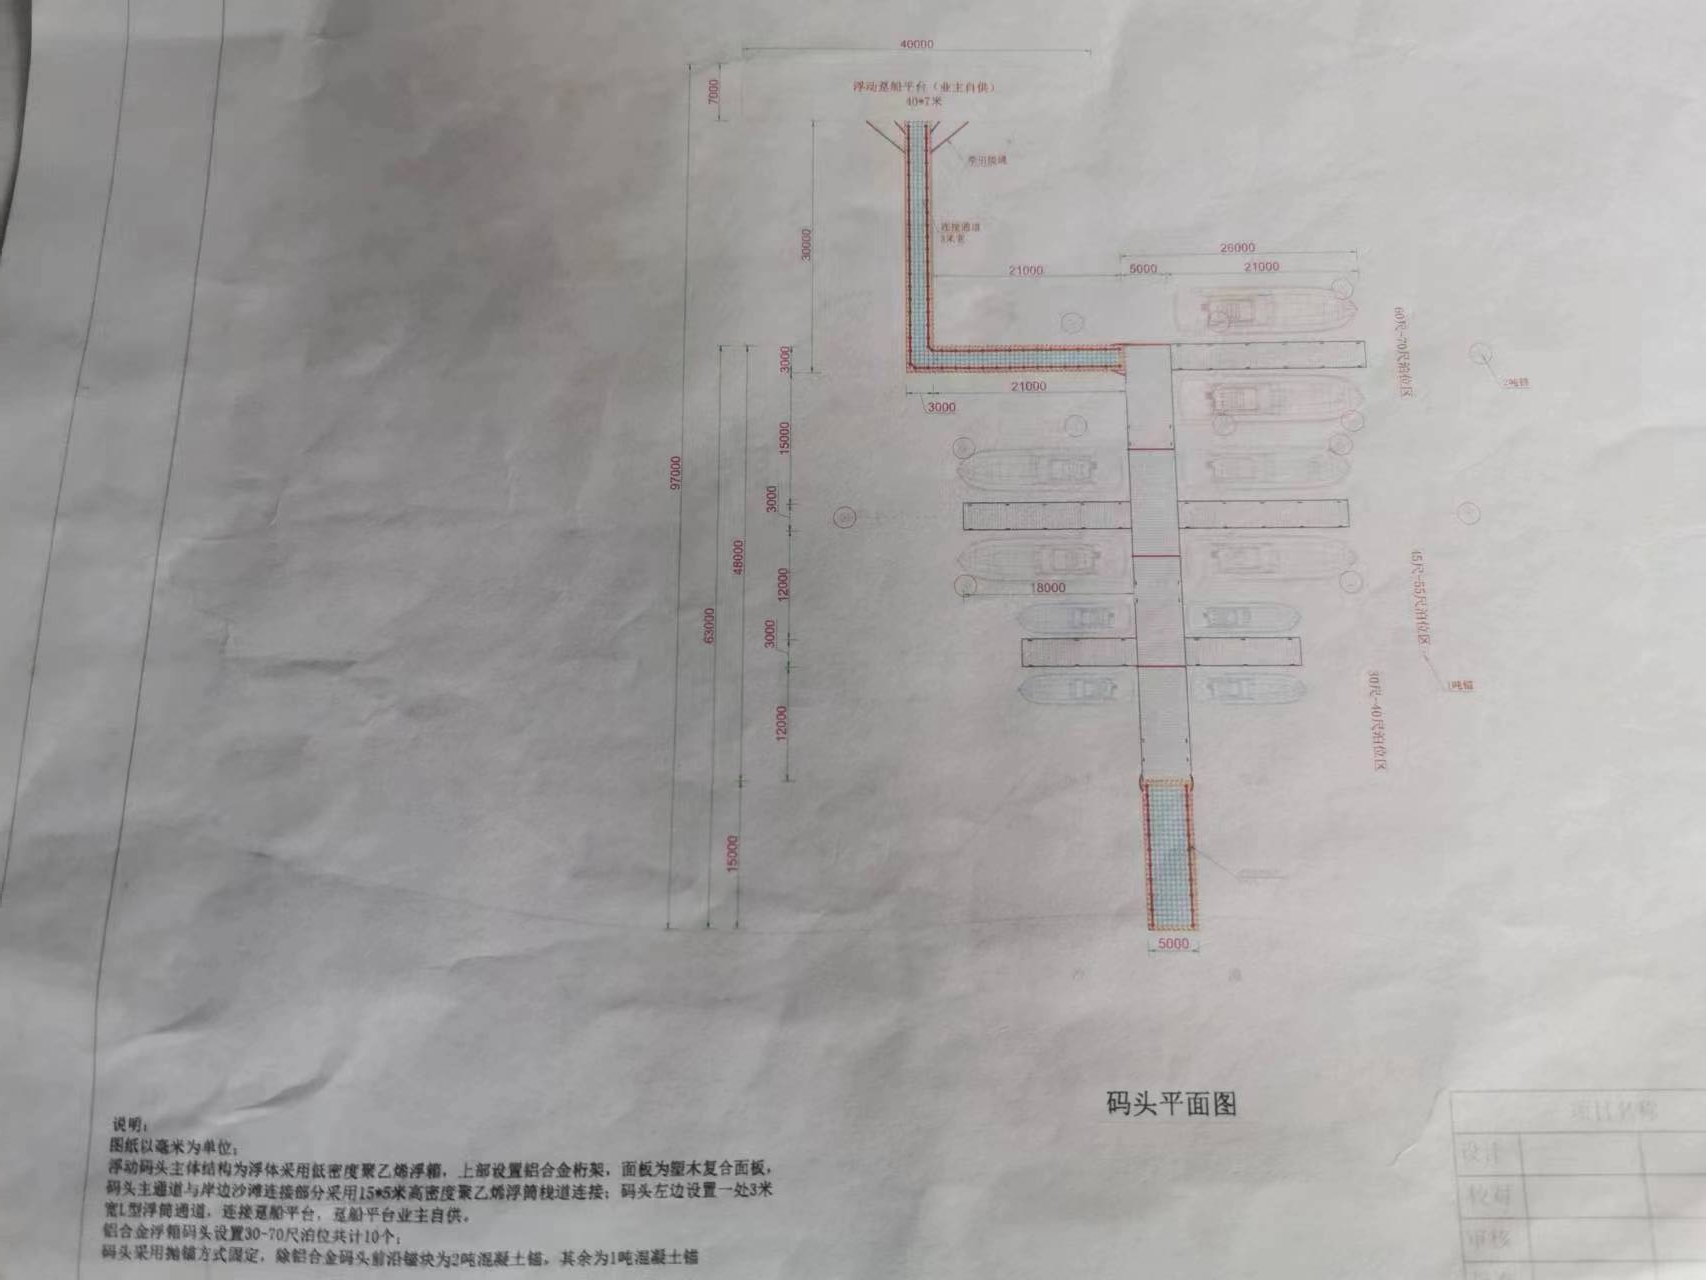 40000
7000
浮动趸船平台（业主自供）
40*7米
牵引锚绳
30000
连接通道
3米宽
26000
21000
5000
21000
3000
21000
3000
60尺-70尺泊位区
2吨锚
15000
97000
3000
48000
12000
18000
63000
3000
45尺-55尺泊位区
1吨锚
12000
30尺-40尺泊位区
15000
5000
沙
滩
码头平面图
说明：
图纸以毫米为单位；
浮动码头主体结构为浮体采用低密度聚乙烯浮箱，上部设置铝合金桁架，面板为塑木复合面板，
码头主通道与岸边沙滩连接部分采用15*5米高密度聚乙烯浮筒栈道连接；码头左边设置一处3米
宽L型浮筒通道，连接趸船平台，趸船平台业主自供。
铝合金浮箱码头设置30-70尺泊位共计10个；
码头采用抛锚方式固定，除铝合金码头前沿锚块为2吨混凝土锚，其余为1吨混凝土锚
项目名称
设计
校对
审核